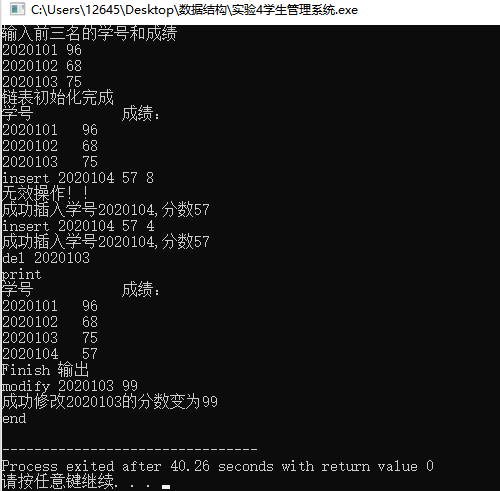 C:\Users\12645\Desktop\数据结构\实验4学生管理系统.exe
输入前三名的学号和成绩
2020101 96
2020102 68
2020103 75
链表初始化完成
学号 成绩:
2020101 96
2020102 68
2020103 75
insert 2020104 57 8
无效操作！！
成功插入学号2020104,分数57
insert 2020104 57 4
成功插入学号2020104,分数57
del 2020103
print
学号 成绩:
2020101 96
2020102 68
2020103 75
2020104 57
Finish 输出
modify 2020103 99
成功修改2020103的分数变为99
end
--------------------------------
Process exited after 40.26 seconds with return value 0
请按任意键继续. . .